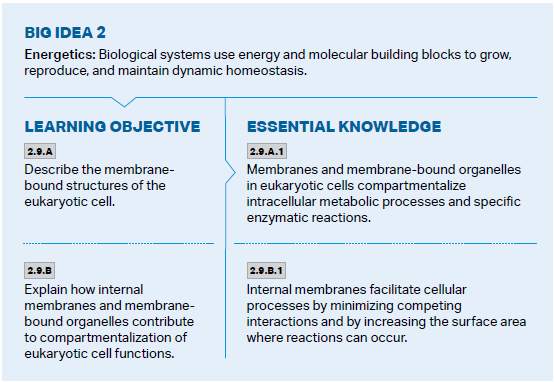 BIG IDEA 2
Energetics: Biological systems use energy and molecular building blocks to grow,
reproduce, and maintain dynamic homeostasis.
LEARNING OBJECTIVE
2.9.A
Describe the membrane-
bound structures of the
eukaryotic cell.
2.9.B
Explain how internal
membranes and membrane-
bound organelles contribute
to compartmentalization of
eukaryotic cell functions.
ESSENTIAL KNOWLEDGE
2.9.A.1
Membranes and membrane-bound organelles
in eukaryotic cells compartmentalize
intracellular metabolic processes and specific
enzymatic reactions.
2.9.B.1
Internal membranes facilitate cellular
processes by minimizing competing
interactions and by increasing the surface area
where reactions can occur.